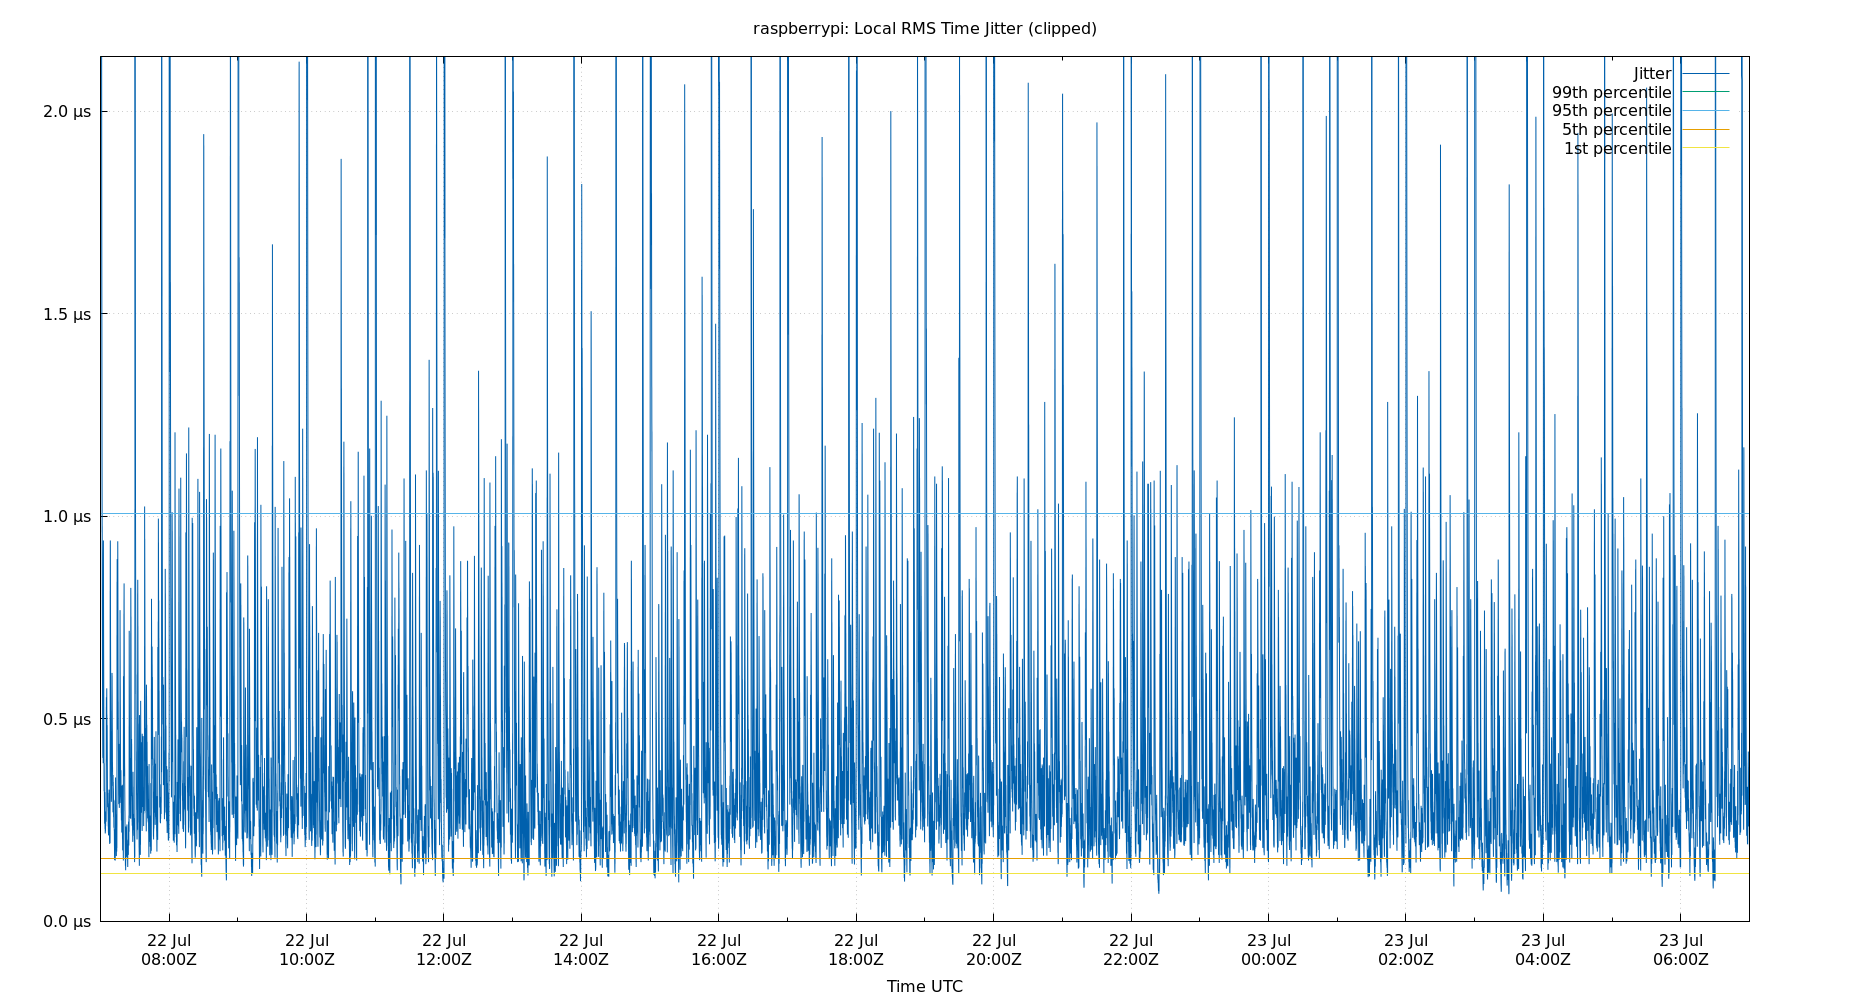 raspberrypi: Local RMS Time Jitter (clipped)
Jitter
99th percentile
95th percentile
5th percentile
1st percentile
2.0 µs
1.5 µs
1.0 µs
0.5 µs
0.0 µs
22 Jul 22 Jul 22 Jul 22 Jul 22 Jul 22 Jul 22 Jul 22 Jul 23 Jul 23 Jul 23 Jul 23 Jul
08:00Z 10:00Z 12:00Z 14:00Z 16:00Z 18:00Z 20:00Z 22:00Z 00:00Z 02:00Z 04:00Z 06:00Z
Time UTC